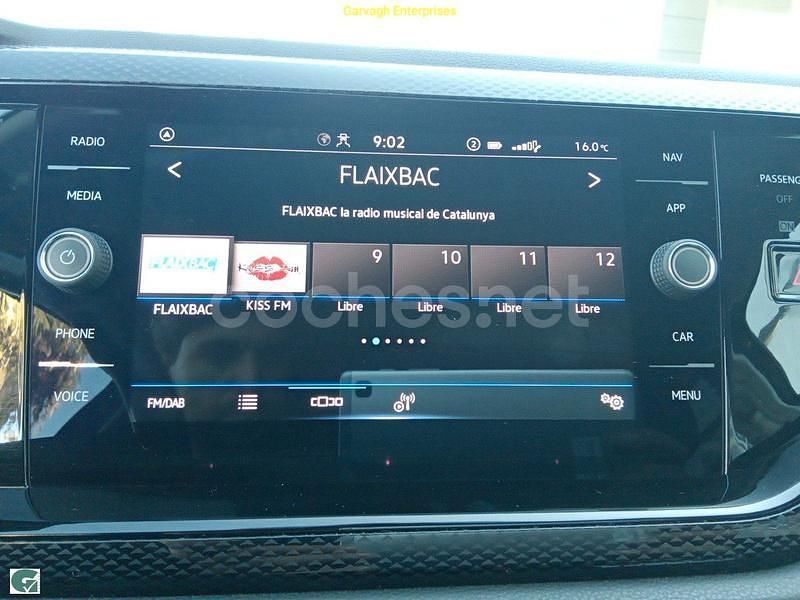 Garvagh Enterprises
RADIO
MEDIA
PHONE
VOICE
9:02
2
16.0°C
FLAIXBAC
FLAIXBAC la radio musical de Catalunya
FLAIXBAC
9
10
11
12
FLAIXBAC
KISS FM
Libre
Libre
Libre
Libre
coches.net
FM/DAB
NAV
APP
CAR
MENU
PASSENG
OFF
ON